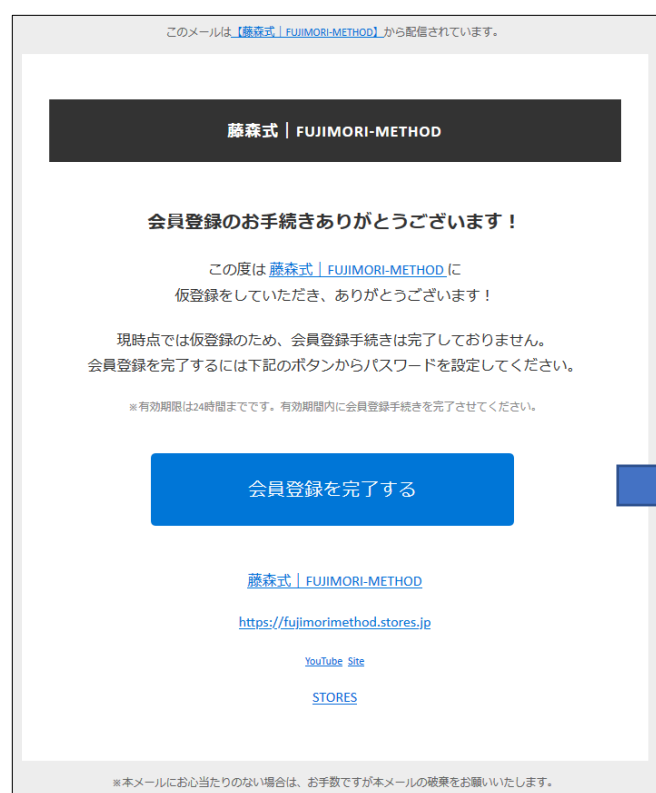 このメールは【藤森式｜FUJIMORI-METHOD】から配信されています。
藤森式｜FUJIMORI-METHOD
会員登録のお手続きありがとうございます！
この度は 藤森式｜FUJIMORI-METHOD に
仮登録をしていただき、ありがとうございます！
現時点では仮登録のため、会員登録手続きは完了しておりません。
会員登録を完了するには下記のボタンからパスワードを設定してください。
※有効期限は24時間までです。有効期間内に会員登録手続きを完了させてください。
会員登録を完了する
藤森式｜FUJIMORI-METHOD
https://fujimorimethod.stores.jp
YouTube Site
STORES
※本メールにお心当たりのない場合は、お手数ですが本メールの破棄をお願いいたします。